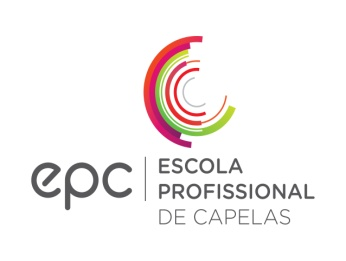 epc
ESCOLA
PROFISSIONAL
DE CAPELAS